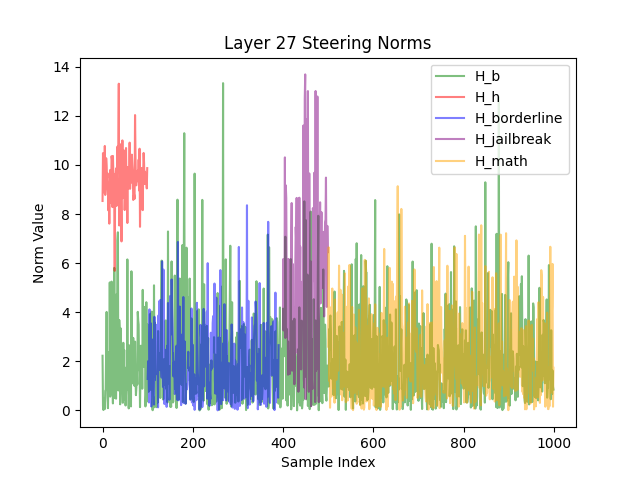 Layer 27 Steering Norms
14
12
10
8
6
4
2
0
Norm Value
H_b
H_h
H_borderline
H_jailbreak
H_math
0
200
400
600
800
1000
Sample Index